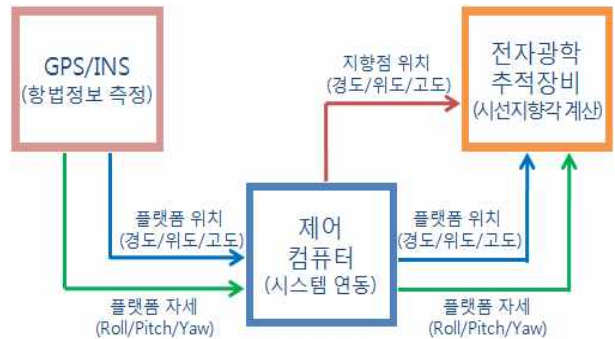 GPS/INS
(항법정보 측정)
지향점 위치
(경도/위도/고도)
전자광학
추적장비
(시선지향각 계산)
플랫폼 위치
(경도/위도/고도)
제어
컴퓨터
(시스템 연동)
플랫폼 위치
(경도/위도/고도)
플랫폼 자세
(Roll/Pitch/Yaw)
플랫폼 자세
(Roll/Pitch/Yaw)